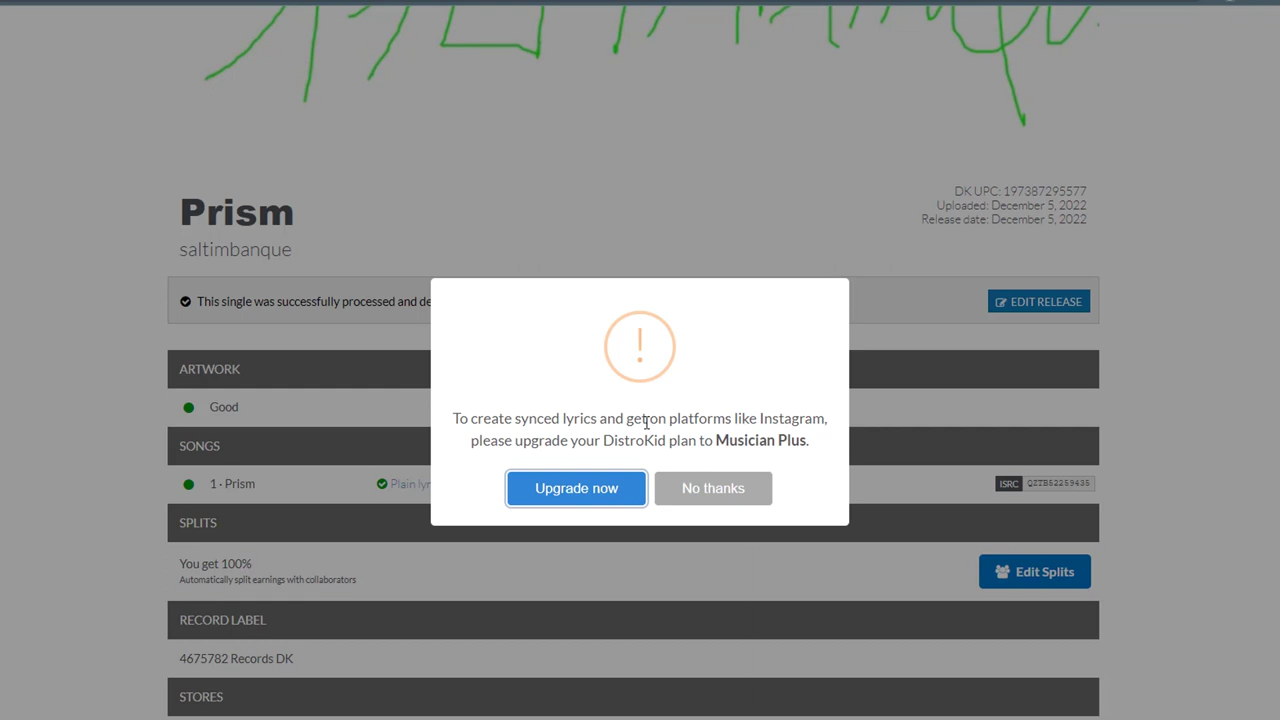 Prism
saltimbanque
DK UPC: 197387295577
Uploaded: December 5, 2022
Release date: December 5, 2022
This single was successfully processed and de
EDIT RELEASE
ARTWORK
Good
SONGS
1 · Prism
Plain lyr
ISRC QZTB52259435
SPLITS
You get 100%
Automatically split earnings with collaborators
Edit Splits
RECORD LABEL
4675782 Records DK
STORES
!
To create synced lyrics and get on platforms like Instagram,
please upgrade your DistroKid plan to Musician Plus.
Upgrade now
No thanks